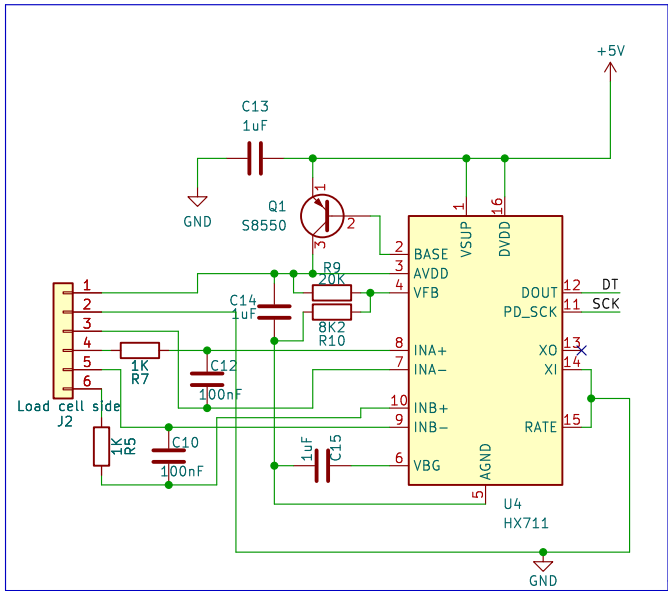 +5V
C13
1uF
GND
1
Q1
S8550
2
3
1
VSUP
16
DVDD
2
BASE
3
AVDD
4
VFB
R9
20K
8K2
R10
C14
1uF
12
DOUT
DT
11
PD_SCK
SCK
1
2
3
4
5
6
Load cell side
J2
1K
R7
C12
100nF
8
INA+
7
INA-
13
XO
14
XI
10
INB+
9
INB-
15
RATE
1K
R5
C10
100nF
1uF
C15
6
VBG
AGND
5
U4
HX711
GND